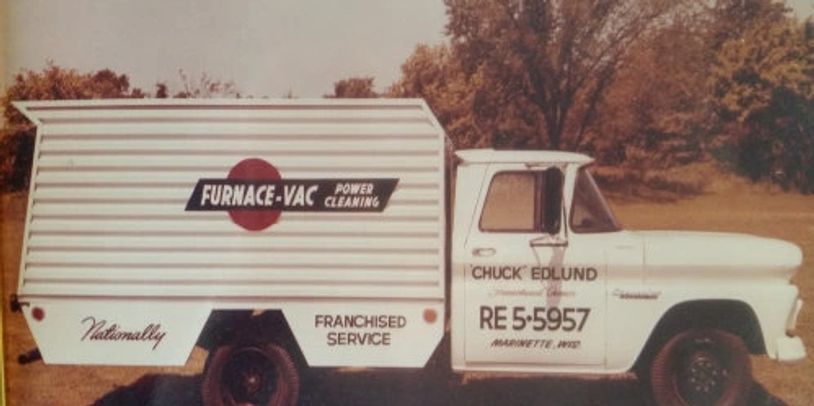 FURNACE-VAC
POWER
CLEANING
"CHUCK" EDLUND
RE 5-5957
MARINETTE, WIS.
Nationally
FRANCHISED
SERVICE